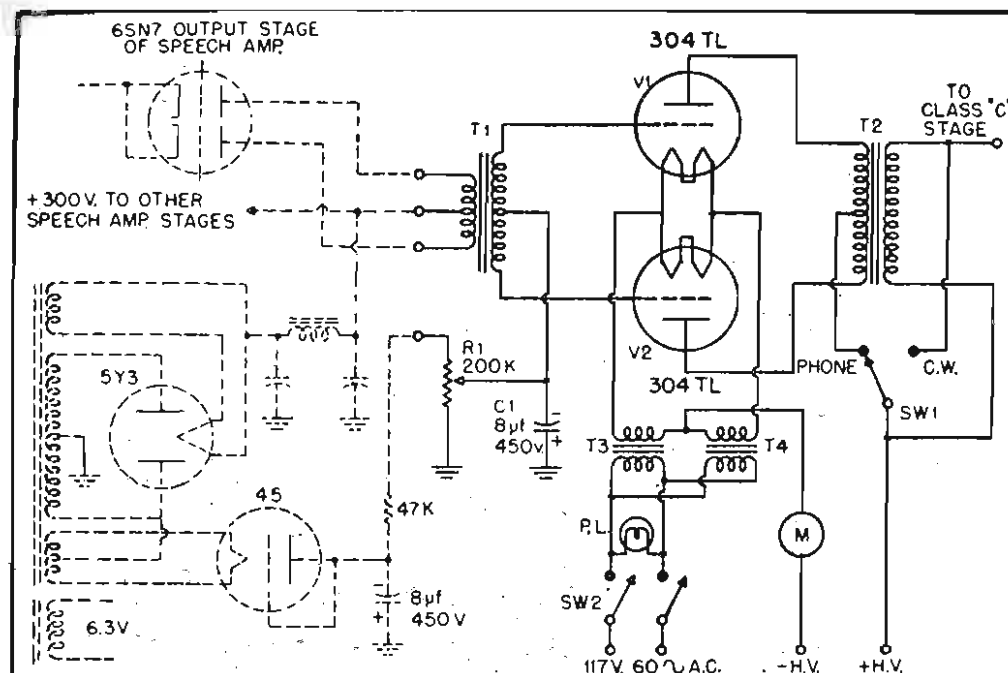 6SN7 OUTPUT STAGE
OF SPEECH AMP.
304 TL
V1
TO
CLASS "C"
STAGE
T1
T2
+300V. TO OTHER
SPEECH AMP. STAGES
R1
200K
V2
304 TL
PHONE
C.W.
SW1
5Y3
C1
8µf
450V.
-
+
T3
T4
45
47K
P.L.
M
-
+
8µf
450V
SW2
6.3V
117V. 60~A.C.
-H.V.
+H.V.